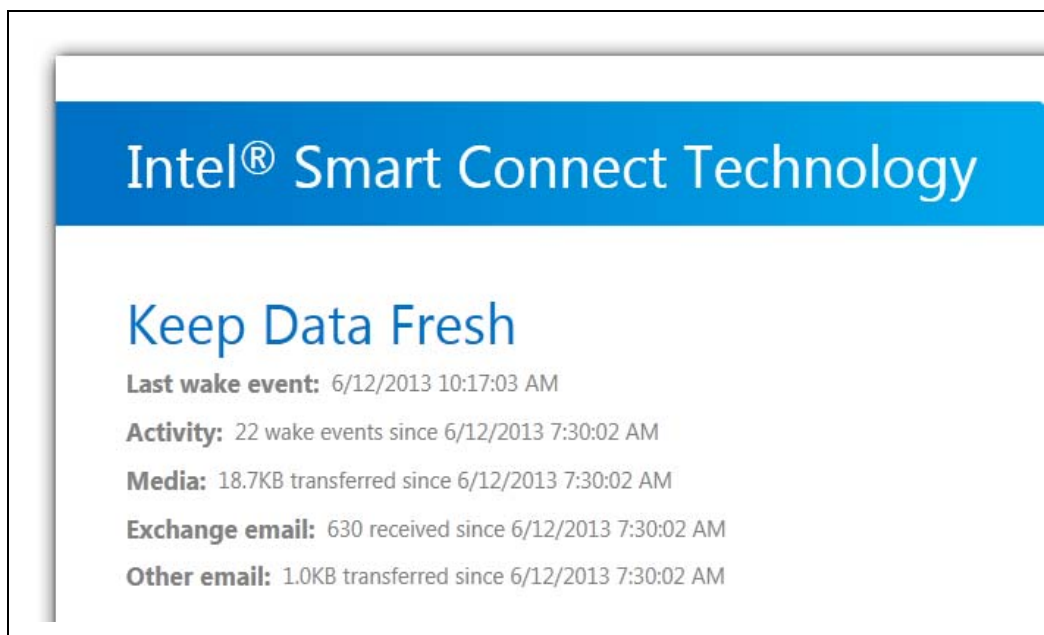 Intel® Smart Connect Technology
Keep Data Fresh
Last wake event: 6/12/2013 10:17:03 AM
Activity: 22 wake events since 6/12/2013 7:30:02 AM
Media: 18.7KB transferred since 6/12/2013 7:30:02 AM
Exchange email: 630 received since 6/12/2013 7:30:02 AM
Other email: 1.0KB transferred since 6/12/2013 7:30:02 AM